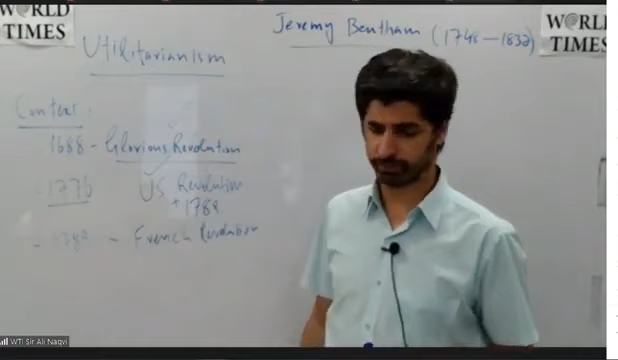 WORLD
TIMES
Jeremy Bentham (1748-1832)
WORLD
TIMES
Utilitarianism
Context:
1688 - Glorious Revolution
- 1776 US Revolution
+ 1789
- 1789 - French Revolution
WTI Sir Ali Naqvi